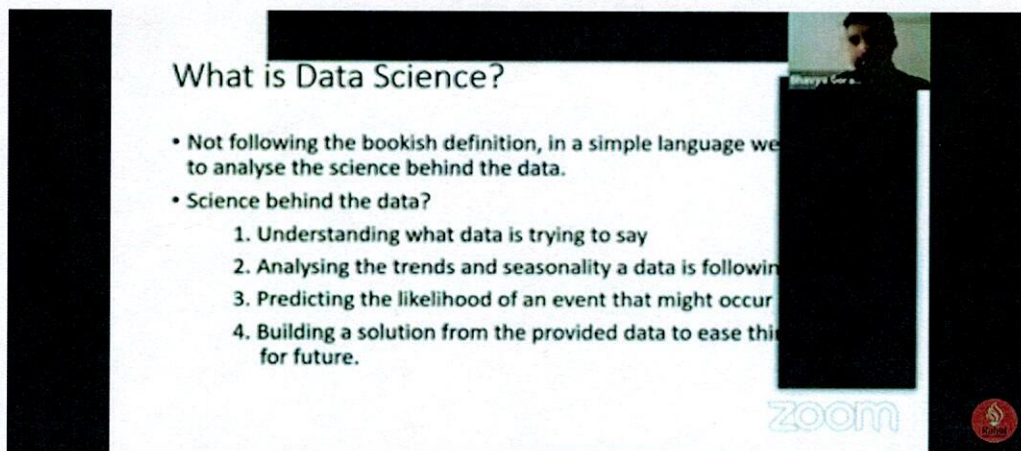 What is Data Science?
• Not following the bookish definition, in a simple language we
to analyse the science behind the data.
• Science behind the data?
1. Understanding what data is trying to say
2. Analysing the trends and seasonality a data is followin
3. Predicting the likelihood of an event that might occur
4. Building a solution from the provided data to ease thi
for future.
Bhavya
zoom
Rahat